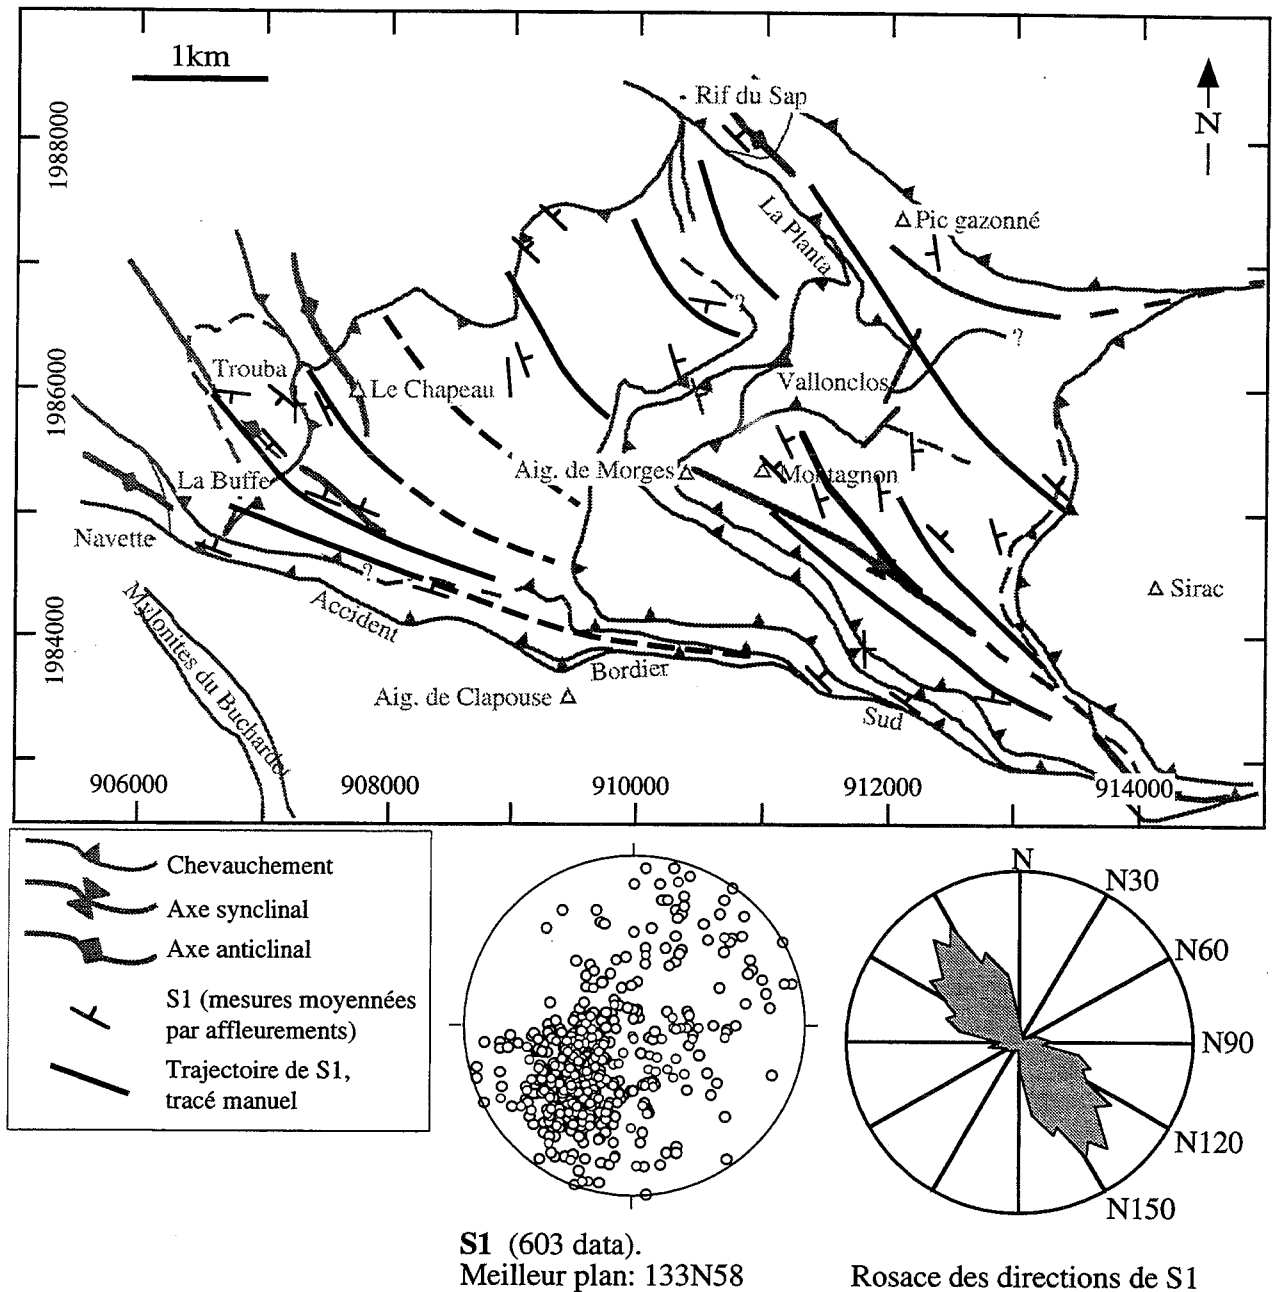 1km
N
1988000
1986000
1984000
Rif du Sap
Pic gazonné
La Planta
?
?
Trouba
Le Chapeau
Vallonclos
Aig. de Morges
Montagnon
La Buffe
Navette
?
Sirac
Accident
Mylonites du Buchardet
Bordier
Aig. de Clapouse
Sud
906000
908000
910000
912000
914000
Chevauchement
Axe synclinal
Axe anticlinal
S1 (mesures moyennées
par affleurements)
Trajectoire de S1,
tracé manuel
S1 (603 data).
Meilleur plan: 133N58
N
N30
N60
N90
N120
N150
Rosace des directions de S1